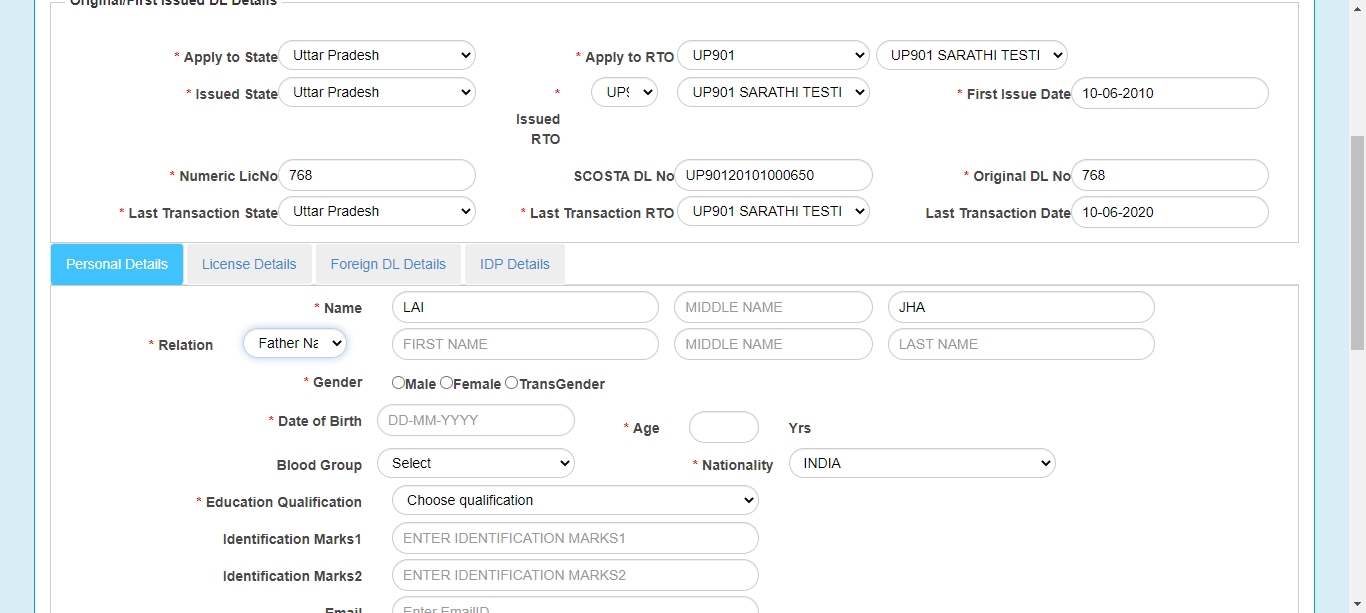 Original/First Issued DL Details
* Apply to State Uttar Pradesh * Apply to RTO UP901 UP901 SARATHI TESTI
* Issued State Uttar Pradesh * Issued RTO UP9 UP901 SARATHI TESTI * First Issue Date 10-06-2010
* Numeric LicNo 768 SCOSTA DL No UP90120101000650 * Original DL No 768
* Last Transaction State Uttar Pradesh * Last Transaction RTO UP901 SARATHI TESTI Last Transaction Date 10-06-2020
Personal Details License Details Foreign DL Details IDP Details
* Name LAI MIDDLE NAME JHA
* Relation Father Na FIRST NAME MIDDLE NAME LAST NAME
* Gender Male Female TransGender
* Date of Birth DD-MM-YYYY * Age Yrs
Blood Group Select * Nationality INDIA
* Education Qualification Choose qualification
Identification Marks1 ENTER IDENTIFICATION MARKS1
Identification Marks2 ENTER IDENTIFICATION MARKS2
Email Enter EmailID